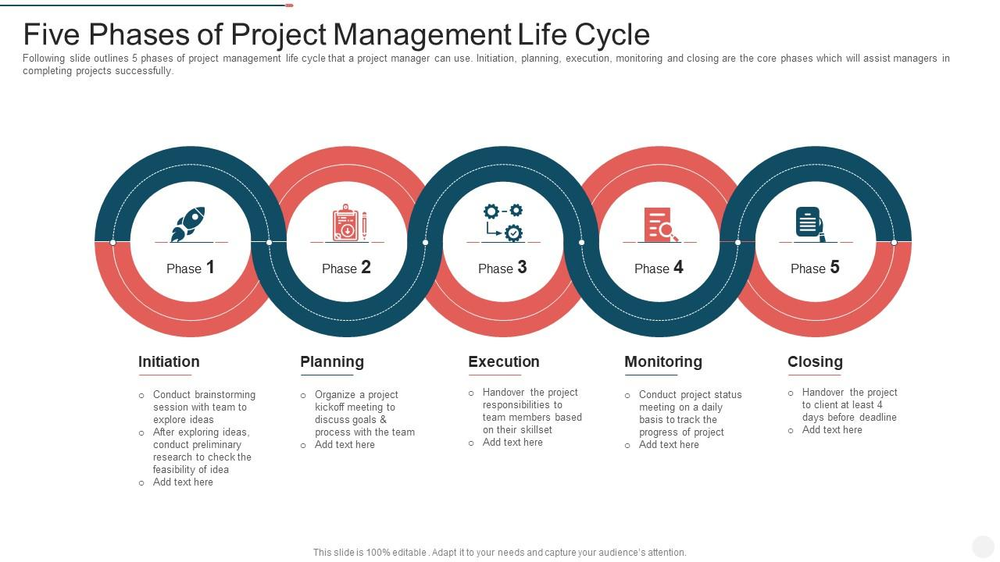 Five Phases of Project Management Life Cycle
Following slide outlines 5 phases of project management life cycle that a project manager can use. Initiation, planning, execution, monitoring and closing are the core phases which will assist managers in
completing projects successfully.
Phase 1
Phase 2
Phase 3
Phase 4
Phase 5
Initiation
○ Conduct brainstorming
session with team to
explore ideas
○ After exploring ideas,
conduct preliminary
research to check the
feasibility of idea
○ Add text here
Planning
○ Organize a project
kickoff meeting to
discuss goals &
process with the team
○ Add text here
Execution
○ Handover the project
responsibilities to
team members based
on their skillset
○ Add text here
Monitoring
○ Conduct project status
meeting on a daily
basis to track the
progress of project
○ Add text here
Closing
○ Handover the project
to client at least 4
days before deadline
○ Add text here
This slide is 100% editable. Adapt it to your needs and capture your audience's attention.